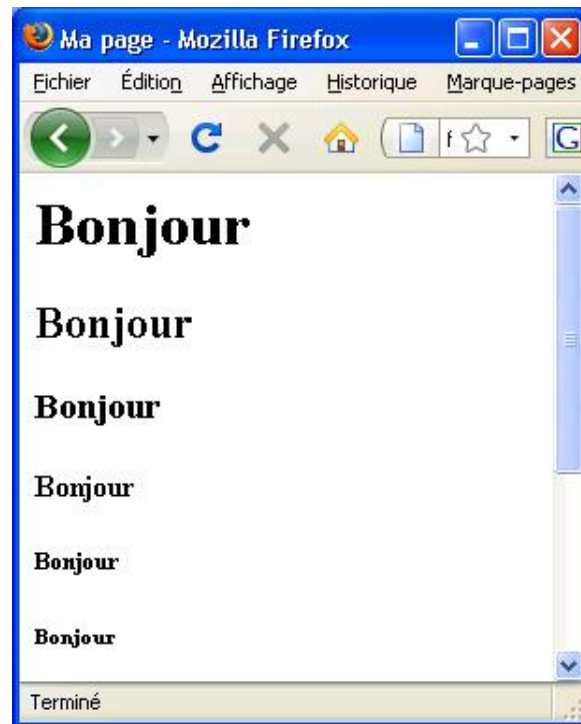 Ma page - Mozilla Firefox
Fichier Édition Affichage Historique Marque-pages
f G
Bonjour
Bonjour
Bonjour
Bonjour
Bonjour
Bonjour
Terminé